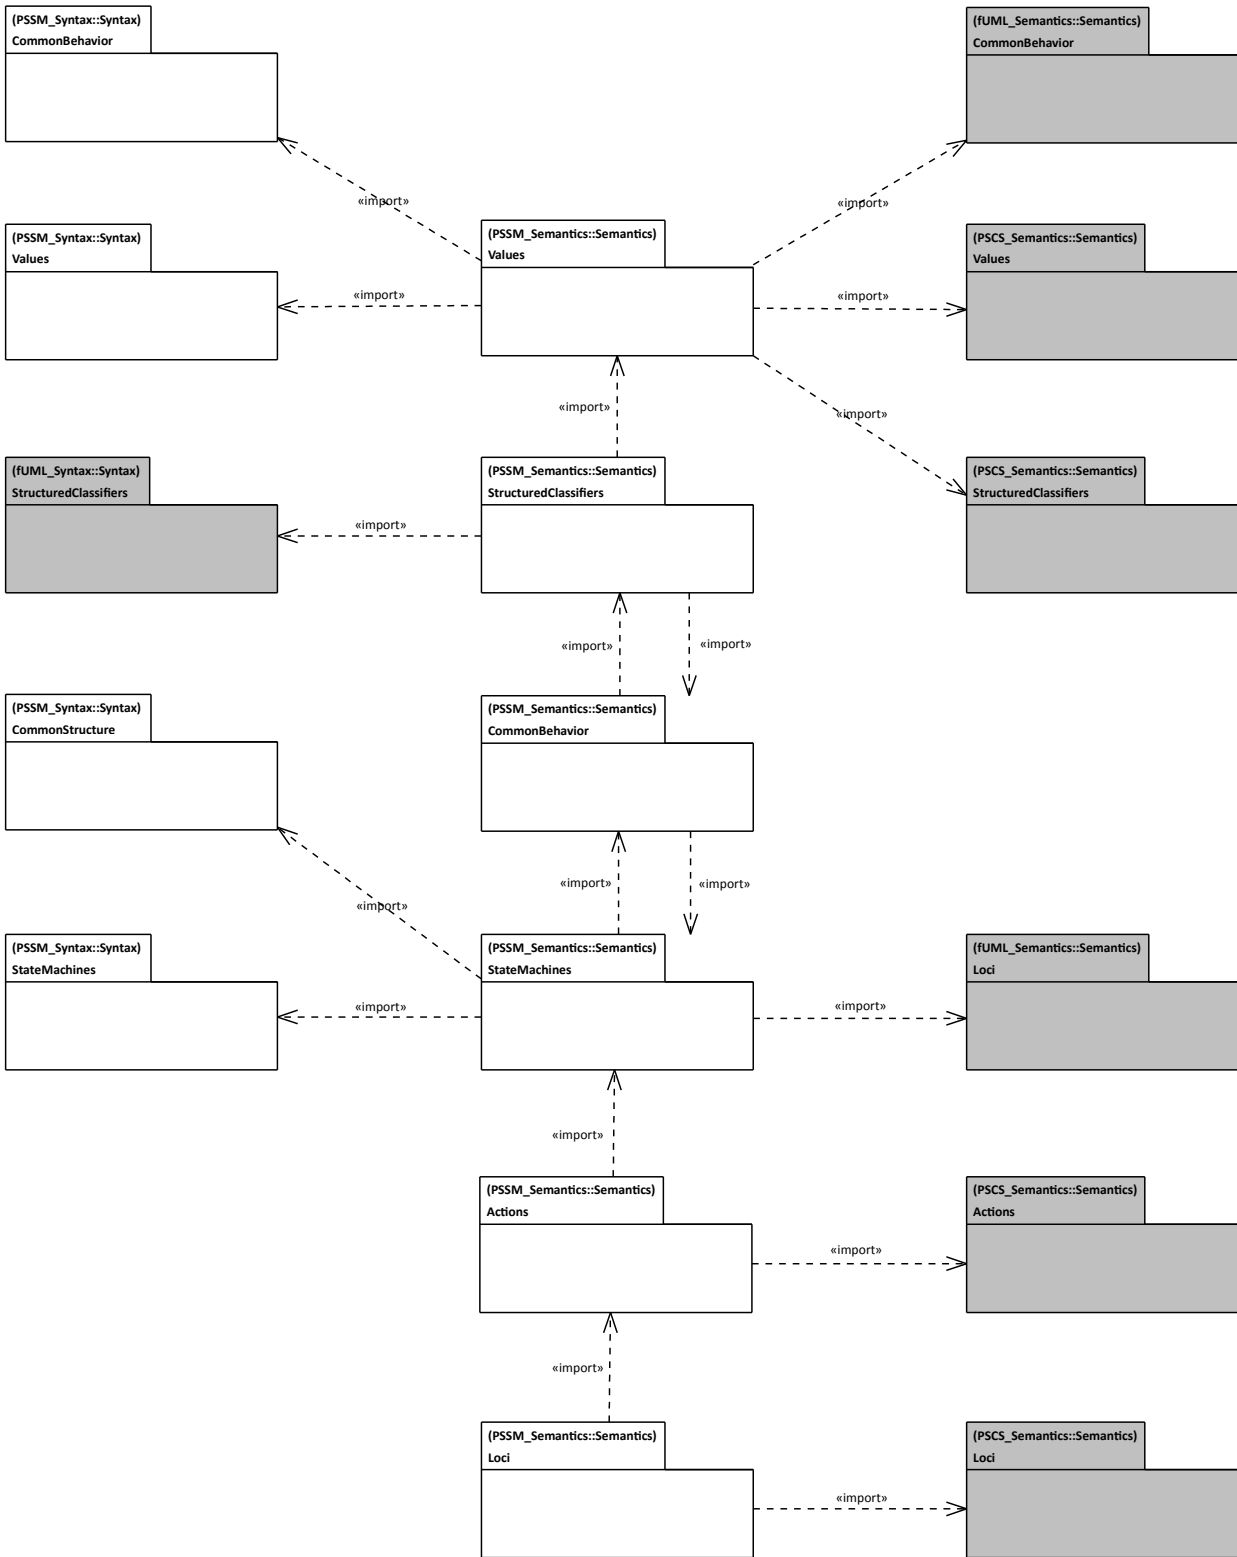 (PSSM_Syntax::Syntax)
CommonBehavior
(fUML_Semantics::Semantics)
CommonBehavior
«import»
«import»
(PSSM_Syntax::Syntax)
Values
(PSSM_Semantics::Semantics)
Values
(PSCS_Semantics::Semantics)
Values
«import»
«import»
«import»
«import»
(fUML_Syntax::Syntax)
StructuredClassifiers
(PSSM_Semantics::Semantics)
StructuredClassifiers
(PSCS_Semantics::Semantics)
StructuredClassifiers
«import»
«import»
«import»
(PSSM_Syntax::Syntax)
CommonStructure
(PSSM_Semantics::Semantics)
CommonBehavior
«import»
«import»
«import»
(PSSM_Syntax::Syntax)
StateMachines
(PSSM_Semantics::Semantics)
StateMachines
(fUML_Semantics::Semantics)
Loci
«import»
«import»
«import»
(PSSM_Semantics::Semantics)
Actions
(PSCS_Semantics::Semantics)
Actions
«import»
«import»
(PSSM_Semantics::Semantics)
Loci
(PSCS_Semantics::Semantics)
Loci
«import»